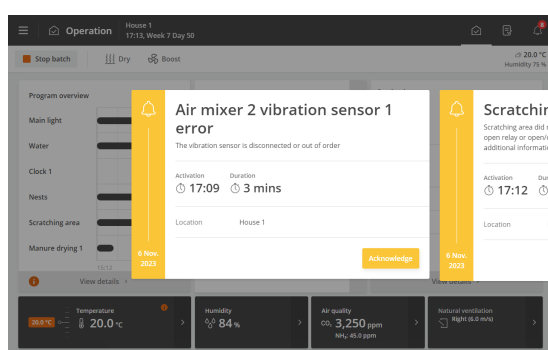 Operation
House 1
17:13, Week 7 Day 50
8
Stop batch
Dry
Boost
20.0 °C
Humidity 75 %
Program overview
Main light
Water
Clock 1
Nests
Scratching area
Manure drying 1
15:12
View details
Air mixer 2 vibration sensor 1
error
The vibration sensor is disconnected or out of order
Activation
Duration
17:09
3 mins
Location
House 1
6 Nov.
2023
Acknowledge
Scratchin
Scratching area did
open relay or open/
additional informati
Activation
Dur
17:12
Location
6 Nov.
2023
View details
Temperature
20.0 °C
20.0 °C
Humidity
84 %
Air quality
CO₂ 3,250 ppm
NH₃: 45.0 ppm
Natural ventilation
Right (6.0 m/s)